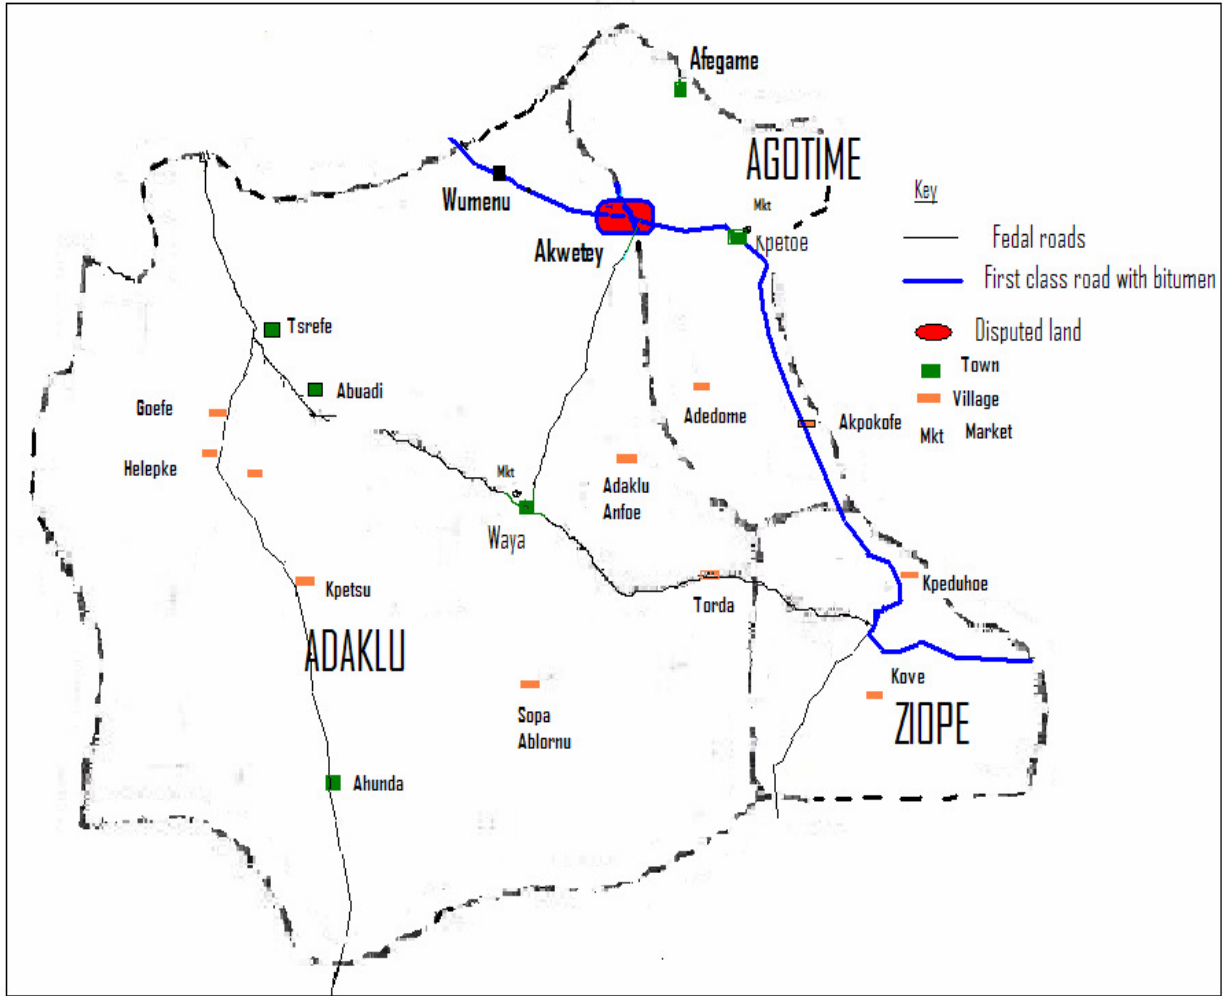 Afegame
AGOTIME
Wumenu
Mkt
Kpetoe
Akwetey
Key
Fedal roads
First class road with bitumen
Disputed land
Town
Village
Mkt Market
Tsrefe
Abuadi
Goefe
Adedome
Akpokofe
Helepke
Mkt
Adaklu
Anfoe
Waya
Kpetsu
Torda
Kpeduhoe
ADAKLU
Kove
Sopa
Ablornu
ZIOPE
Ahunda